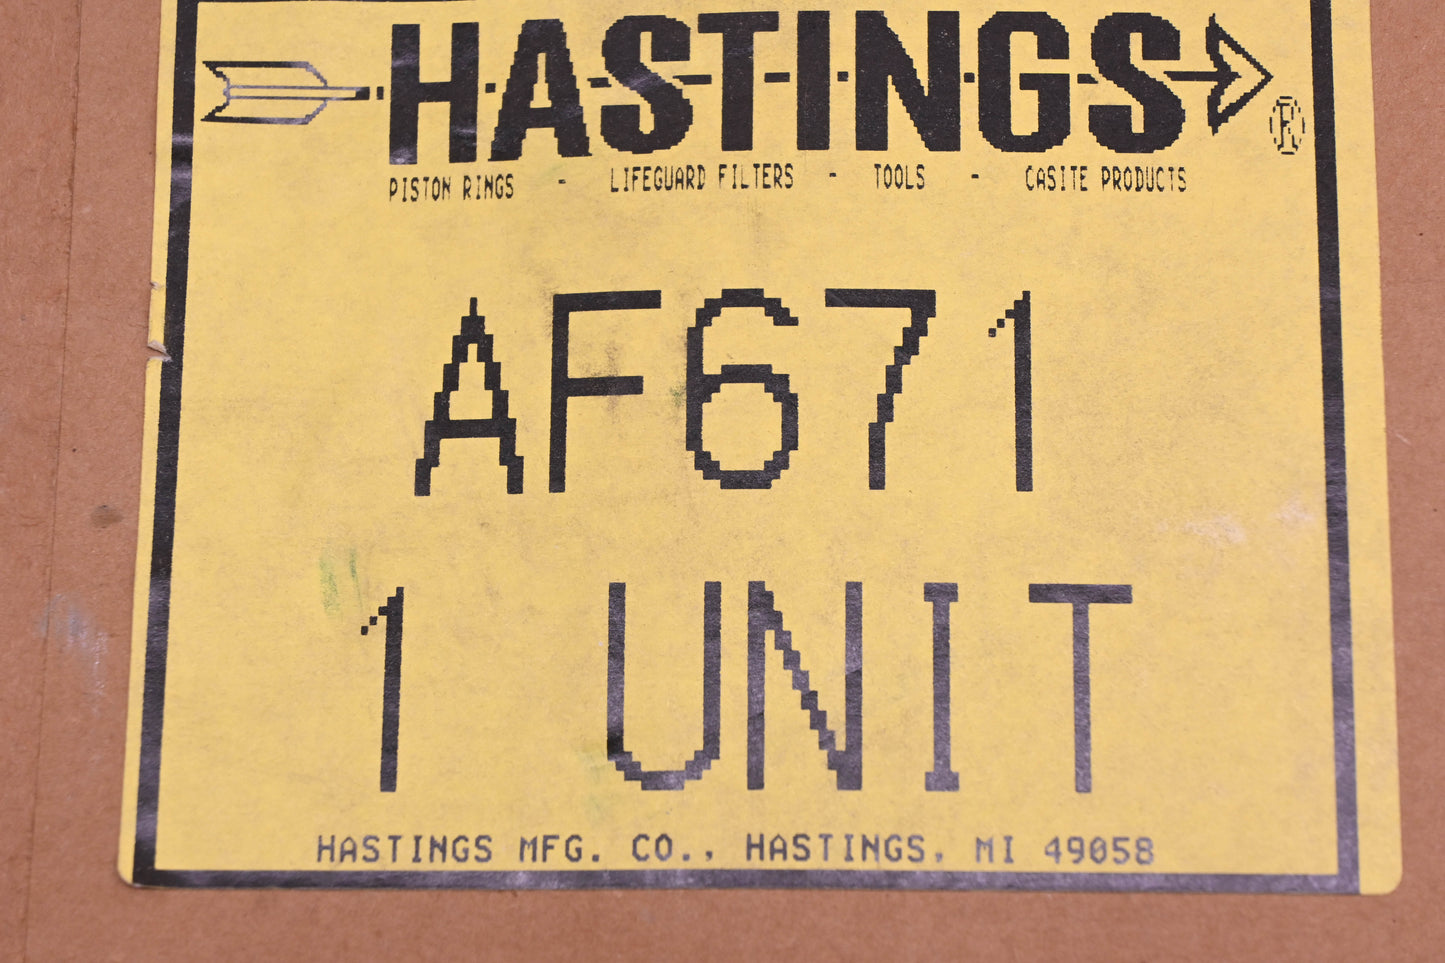 HASTINGS ®
PISTON RINGS - LIFEGUARD FILTERS - TOOLS - CASITE PRODUCTS
AF671
1 UNIT
HASTINGS MFG. CO., HASTINGS, MI 49058